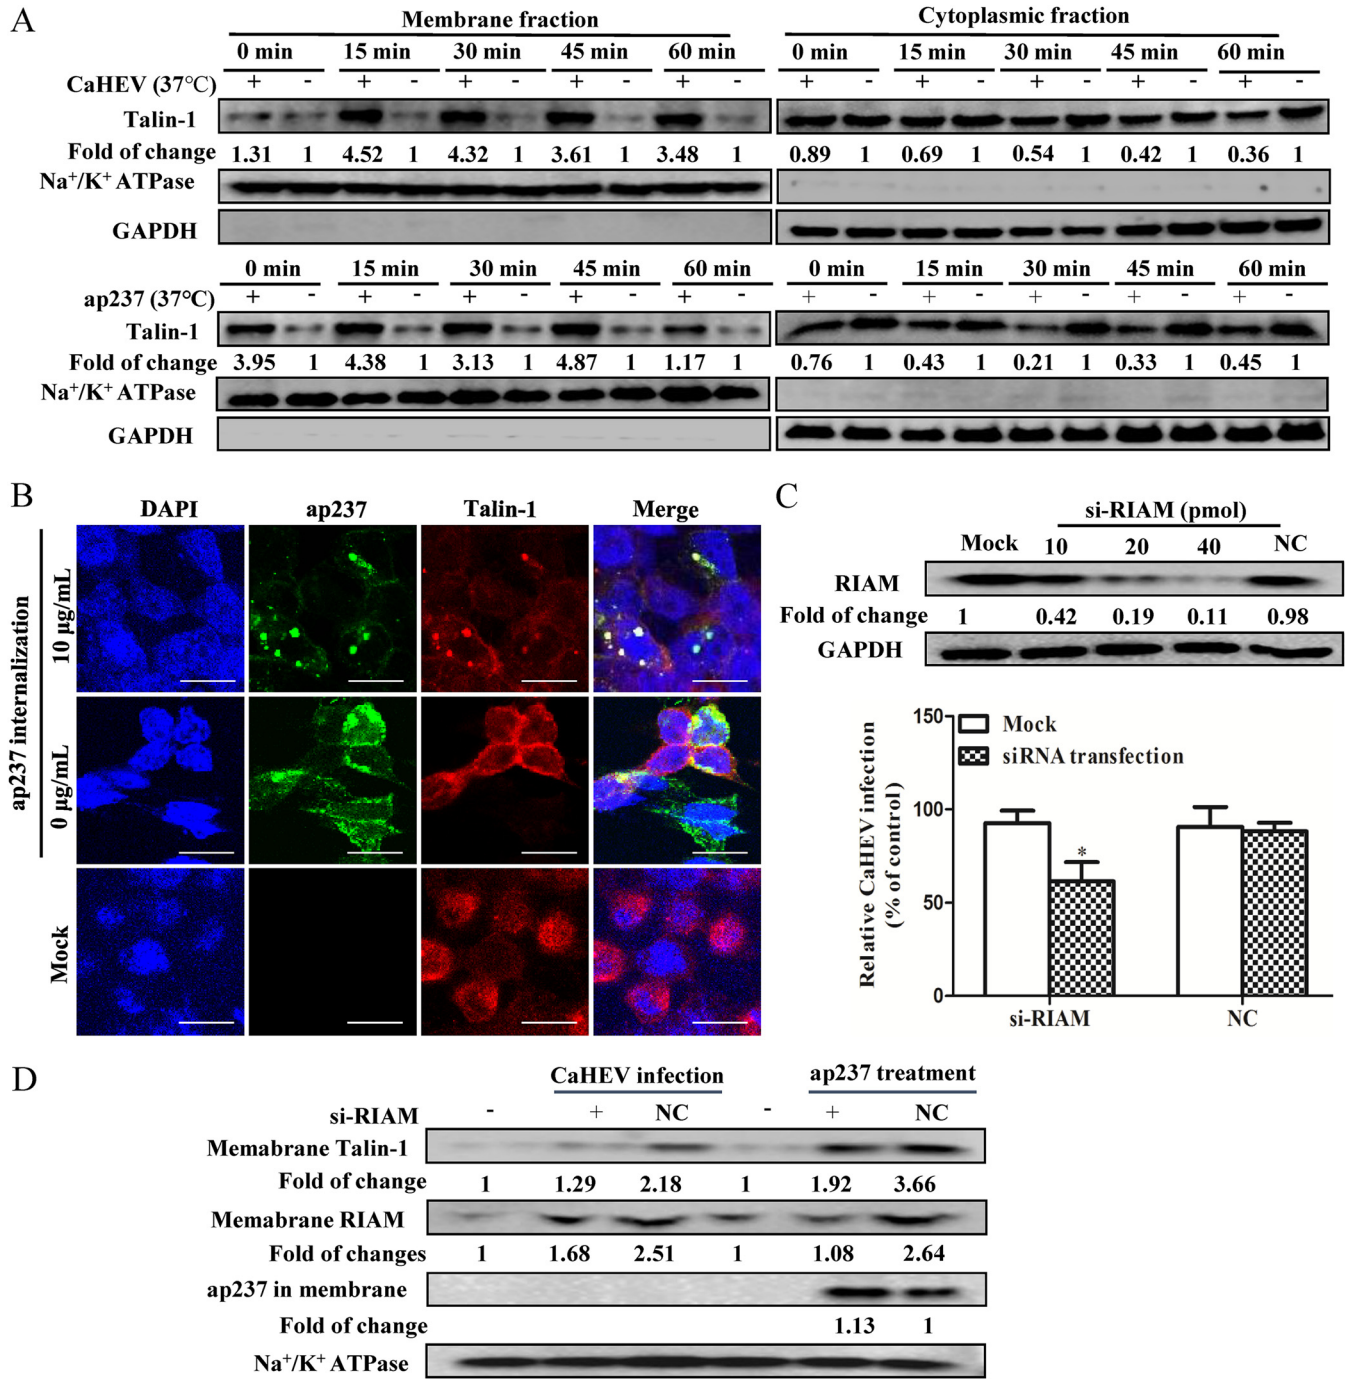 A
Membrane fraction Cytoplasmic fraction
0 min 15 min 30 min 45 min 60 min 0 min 15 min 30 min 45 min 60 min
CaHEV (37°C) + - + - + - + - + - + - + - + - + - + -
Talin-1
Fold of change 1.31 1 4.52 1 4.32 1 3.61 1 3.48 1 0.89 1 0.69 1 0.54 1 0.42 1 0.36 1
Na+/K+ ATPase
GAPDH
0 min 15 min 30 min 45 min 60 min 0 min 15 min 30 min 45 min 60 min
ap237 (37°C) + - + - + - + - + - + - + - + - + - + -
Talin-1
Fold of change 3.95 1 4.38 1 3.13 1 4.87 1 1.17 1 0.76 1 0.43 1 0.21 1 0.33 1 0.45 1
Na+/K+ ATPase
GAPDH
B
DAPI ap237 Talin-1 Merge
ap237 internalization
10 µg/mL
0 µg/mL
Mock
C
si-RIAM (pmol)
Mock 10 20 40 NC
RIAM
Fold of change 1 0.42 0.19 0.11 0.98
GAPDH
Relative CaHEV infection
(% of control)
150
100
50
0
Mock
siRNA transfection
*
si-RIAM NC
D
CaHEV infection ap237 treatment
si-RIAM - + NC - + NC
Memabrane Talin-1
Fold of change 1 1.29 2.18 1 1.92 3.66
Memabrane RIAM
Fold of changes 1 1.68 2.51 1 1.08 2.64
ap237 in membrane
Fold of change 1.13 1
Na+/K+ ATPase